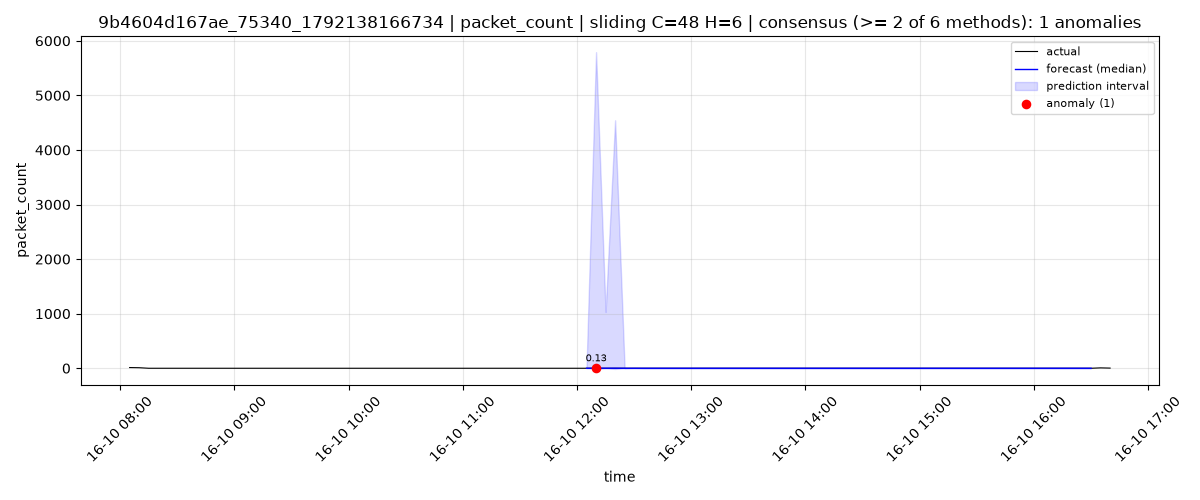 9b4604d167ae_75340_1792138166734 | packet_count | sliding C=48 H=6 | consensus (>= 2 of 6 methods): 1 anomalies
6000
5000
4000
3000
2000
1000
0
packet_count
actual
forecast (median)
prediction interval
anomaly (1)
0.13
16-10 08:00
16-10 09:00
16-10 10:00
16-10 11:00
16-10 12:00
16-10 13:00
16-10 14:00
16-10 15:00
16-10 16:00
16-10 17:00
time